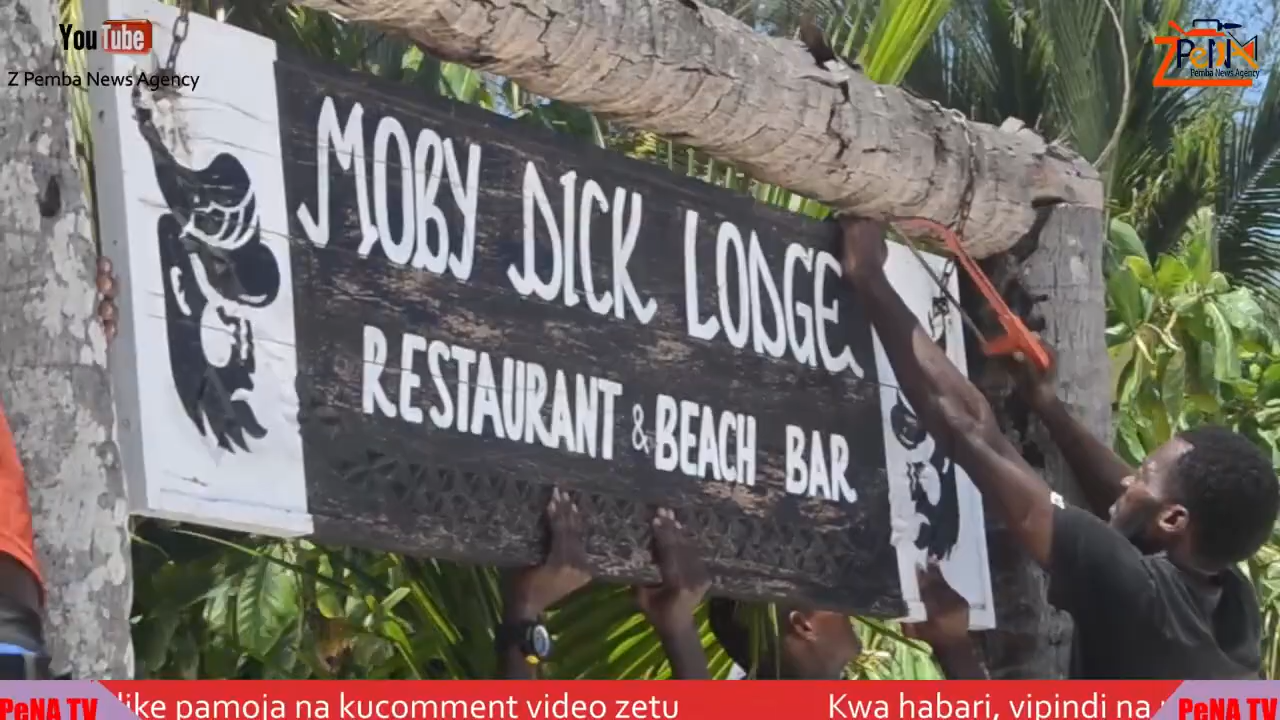 YouTube
Z Pemba News Agency
ZPeNA
Pemba News Agency
MOBY DICK LODGE
RESTAURANT & BEACH BAR
PeNA TV
like pamoja na kucomment video zetu
Kwa habari, vipindi na
PeNA TV